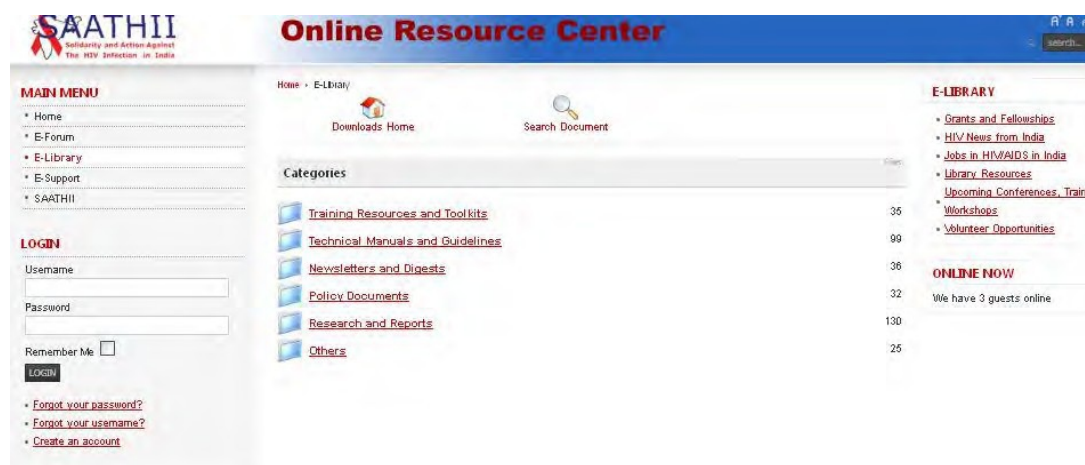 SAATHII
Solidarity and Action Against
The HIV Infection in India
Online Resource Center
A A
search...
MAIN MENU
Home
E-Forum
E-Library
E-Support
SAATHII
LOGIN
Username
Password
Remember Me
LOGIN
Forgot your password?
Forgot your username?
Create an account
Home E-Library
Downloads Home
Search Document
Categories
Files
Training Resources and Toolkits 35
Technical Manuals and Guidelines 99
Newsletters and Digests 36
Policy Documents 32
Research and Reports 130
Others 25
E-LIBRARY
Grants and Fellowships
HIV News from India
Jobs in HIV/AIDS in India
Library Resources
Upcoming Conferences, Train
Workshops
Volunteer Opportunities
ONLINE NOW
We have 3 guests online